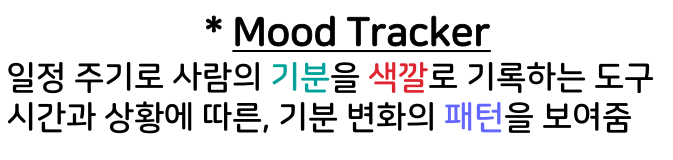 * Mood Tracker
일정 주기로 사람의 기분을 색깔로 기록하는 도구
시간과 상황에 따른, 기분 변화의 패턴을 보여줌